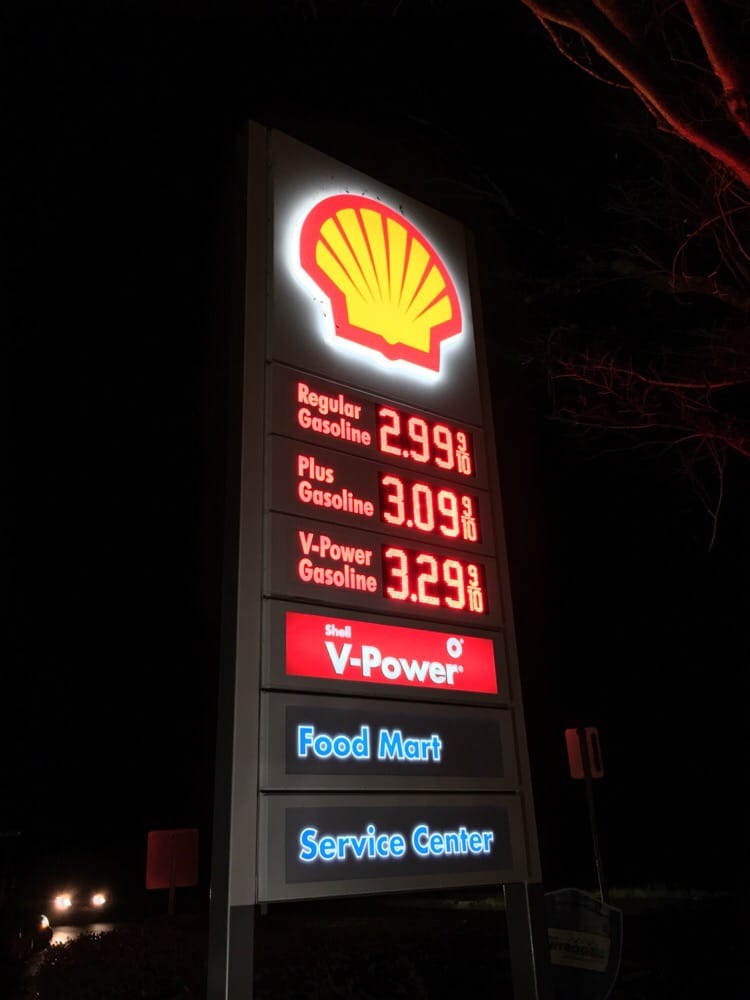 Regular
Gasoline 2.99 9/10
Plus
Gasoline 3.09 9/10
V-Power
Gasoline 3.29 9/10
Shell
V-Power
Food Mart
Service Center